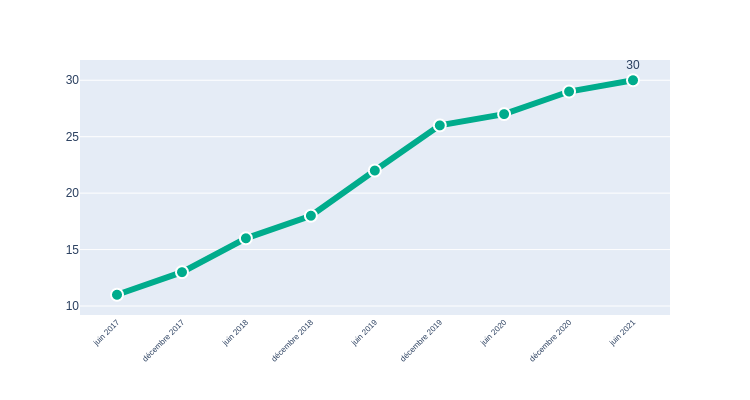 30
30
25
20
15
10
juin 2017
décembre 2017
juin 2018
décembre 2018
juin 2019
décembre 2019
juin 2020
décembre 2020
juin 2021